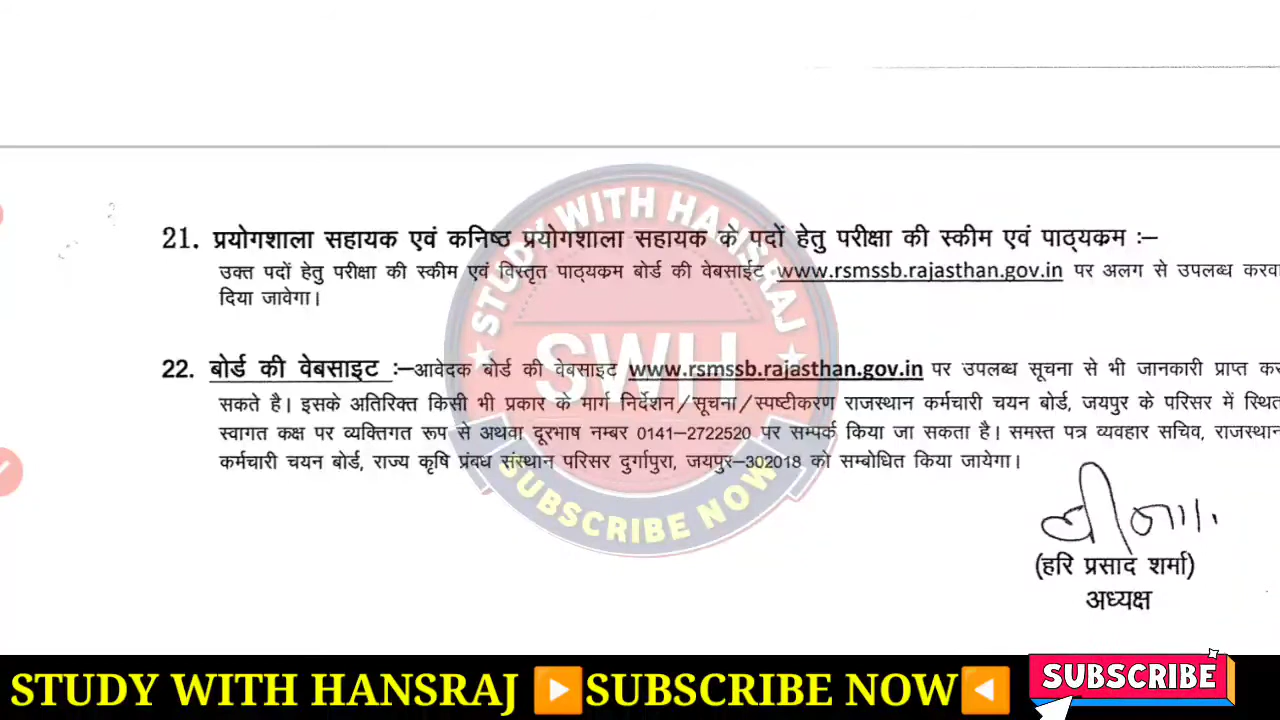 21. प्रयोगशाला सहायक एवं कनिष्ठ प्रयोगशाला सहायक के पदों हेतु परीक्षा की स्कीम एवं पाठ्यक्रम :–
उक्त पदों हेतु परीक्षा की स्कीम एवं विस्तृत पाठ्यक्रम बोर्ड की वेबसाईट www.rsmssb.rajasthan.gov.in पर अलग से उपलब्ध करवा
दिया जावेगा।
22. बोर्ड की वेबसाइट :–आवेदक बोर्ड की वेबसाइट www.rsmssb.rajasthan.gov.in पर उपलब्ध सूचना से भी जानकारी प्राप्त कर
सकते है। इसके अतिरिक्त किसी भी प्रकार के मार्ग निर्देशन/सूचना/स्पष्टीकरण राजस्थान कर्मचारी चयन बोर्ड, जयपुर के परिसर में स्थित
स्वागत कक्ष पर व्यक्तिगत रूप से अथवा दूरभाष नम्बर 0141–2722520 पर सम्पर्क किया जा सकता है। समस्त पत्र व्यवहार सचिव, राजस्थान
कर्मचारी चयन बोर्ड, राज्य कृषि प्रंबध संस्थान परिसर दुर्गापुरा, जयपुर–302018 को सम्बोधित किया जायेगा।
(हरि प्रसाद शर्मा)
अध्यक्ष
STUDY WITH HANSRAJ
SWH
SUBSCRIBE NOW
STUDY WITH HANSRAJ SUBSCRIBE NOW SUBSCRIBE